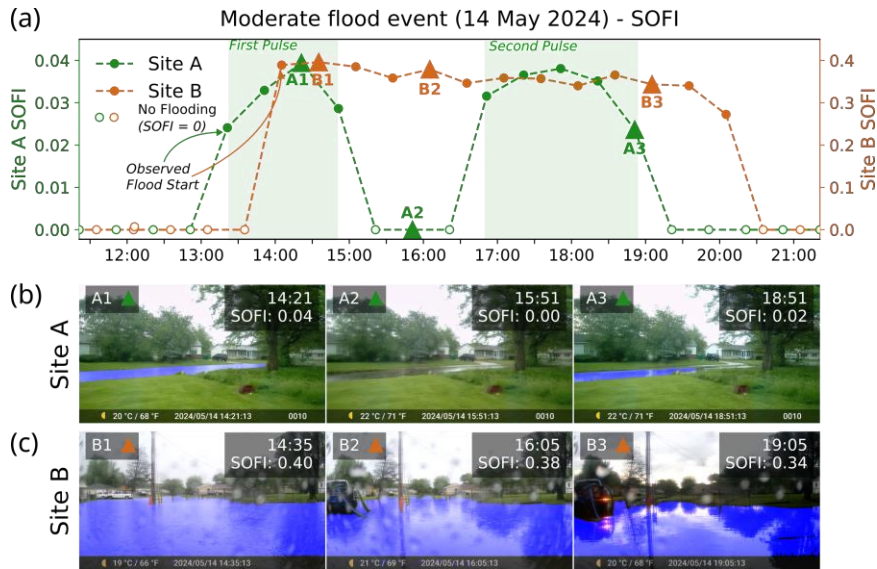 (a)
Moderate flood event (14 May 2024) - SOFI
First Pulse
Second Pulse
Site A
Site B
No Flooding
(SOFI = 0)
Observed
Flood Start
A1
B1
B2
B3
A2
A3
Site A SOFI
0.04
0.03
0.02
0.01
0.00
Site B SOFI
0.4
0.3
0.2
0.1
0.0
12:00 13:00 14:00 15:00 16:00 17:00 18:00 19:00 20:00 21:00
(b)
Site A
A1 14:21
SOFI: 0.04
20 °C / 68 °F 2024/05/14 14:21:13 0010
A2 15:51
SOFI: 0.00
22 °C / 71 °F 2024/05/14 15:51:13 0010
A3 18:51
SOFI: 0.02
22 °C / 71 °F 2024/05/14 18:51:13 0010
(c)
Site B
B1 14:35
SOFI: 0.40
19 °C / 66 °F 2024/05/14 14:35:13
B2 16:05
SOFI: 0.38
21 °C / 69 °F 2024/05/14 16:05:13
B3 19:05
SOFI: 0.34
20 °C / 68 °F 2024/05/14 19:05:13